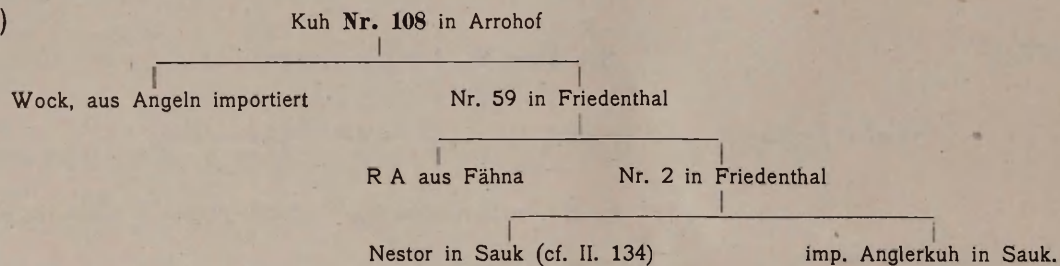 )
Kuh Nr. 108 in Arrohof
Wock, aus Angeln importiert Nr. 59 in Friedenthal
R A aus Fähna Nr. 2 in Friedenthal
Nestor in Sauk (cf. II. 134) imp. Anglerkuh in Sauk.